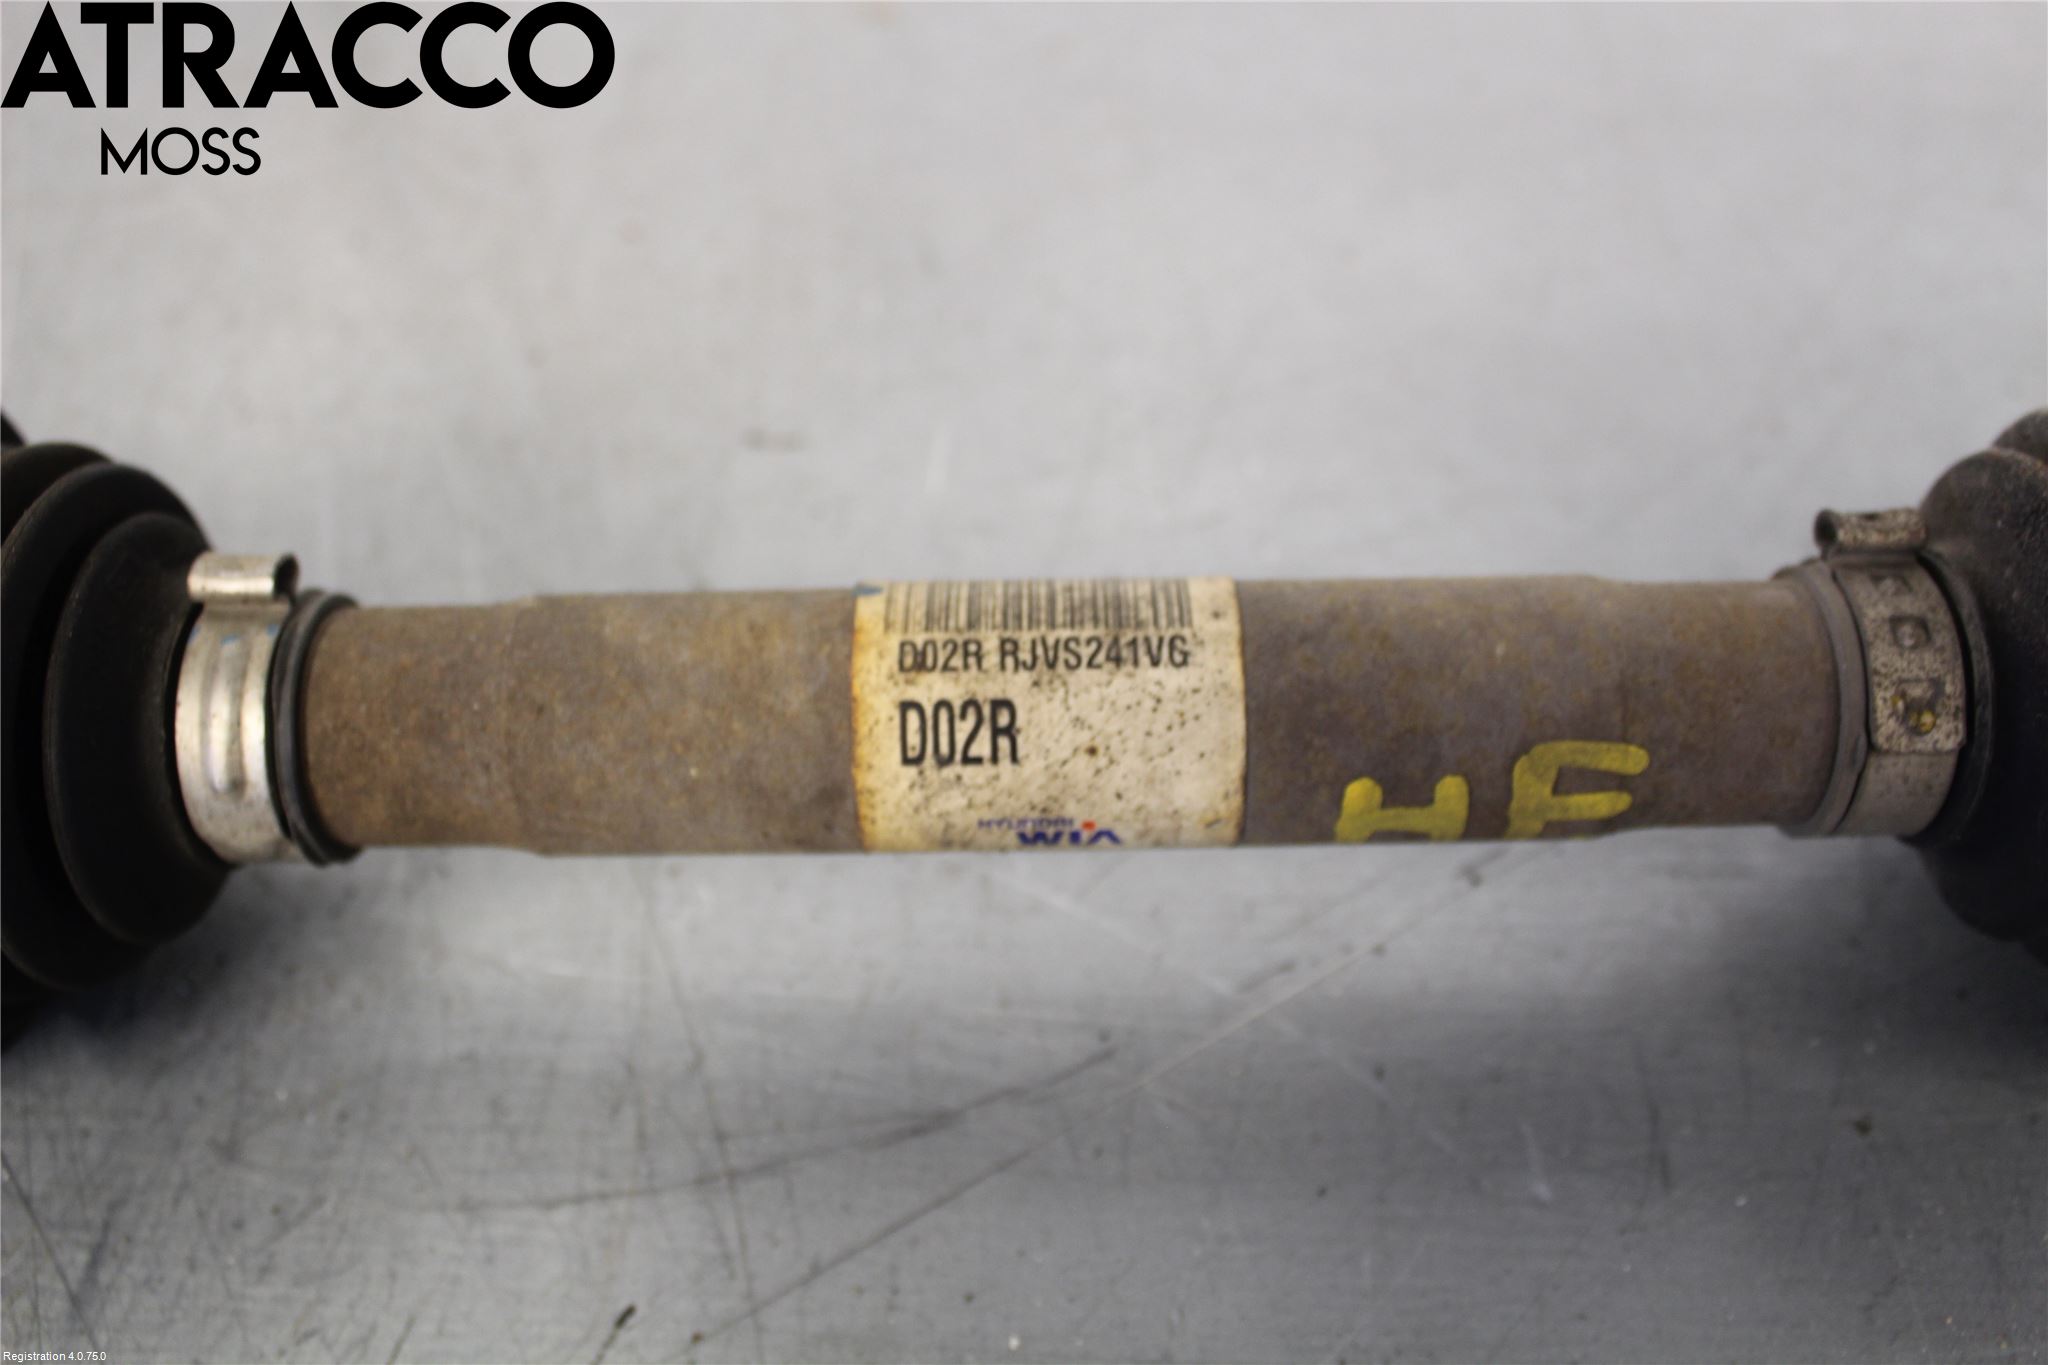 ATRACCO
MOSS
D02R RJVS241VG
D02R
HYUNDAI
WIA
HF
Registration 4.0.75.0